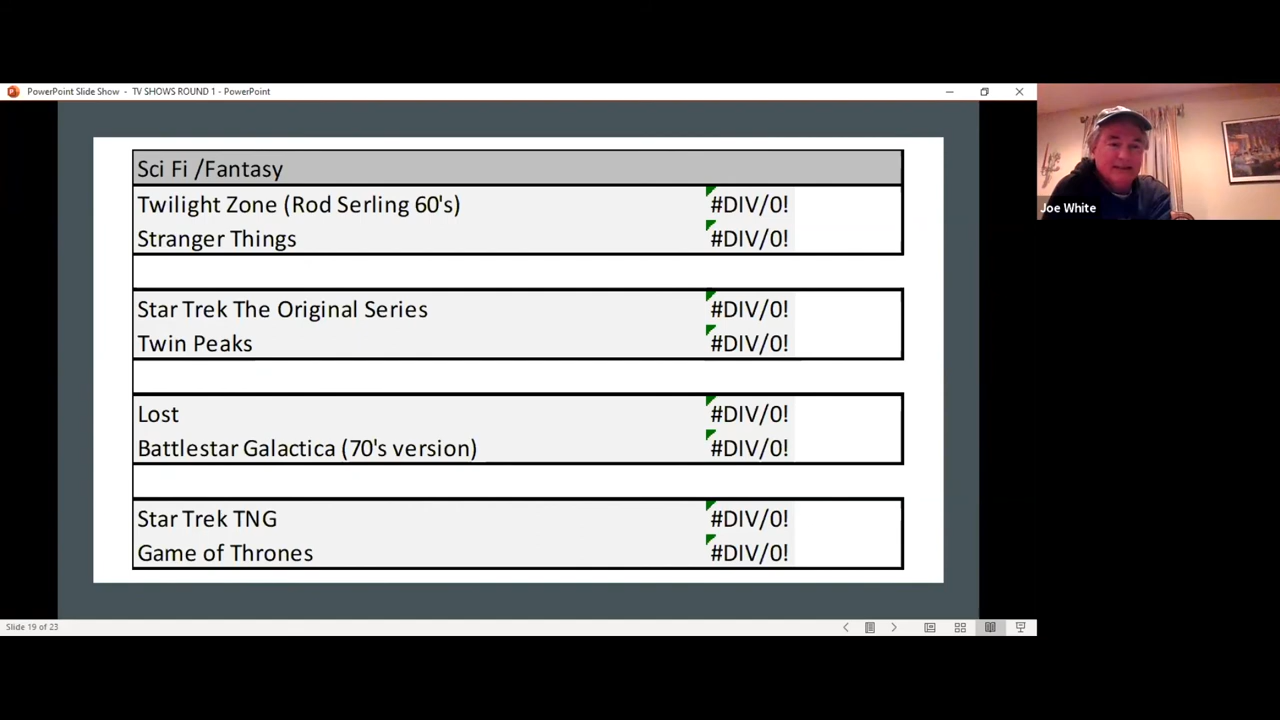 PowerPoint Slide Show - TV SHOWS ROUND 1 - PowerPoint
Sci Fi /Fantasy
Twilight Zone (Rod Serling 60's) #DIV/0!
Stranger Things #DIV/0!
Star Trek The Original Series #DIV/0!
Twin Peaks #DIV/0!
Lost #DIV/0!
Battlestar Galactica (70's version) #DIV/0!
Star Trek TNG #DIV/0!
Game of Thrones #DIV/0!
Slide 19 of 23
Joe White